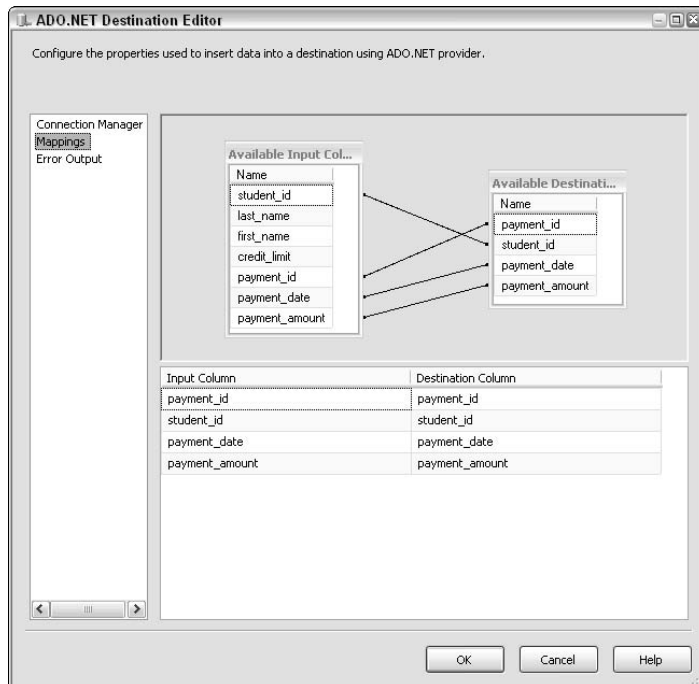 ADO.NET Destination Editor
Configure the properties used to insert data into a destination using ADO.NET provider.
Connection Manager
Mappings
Error Output
Available Input Col...
Name
student_id
last_name
first_name
credit_limit
payment_id
payment_date
payment_amount
Available Destinati...
Name
payment_id
student_id
payment_date
payment_amount
Input Column Destination Column
payment_id payment_id
student_id student_id
payment_date payment_date
payment_amount payment_amount
OK Cancel Help